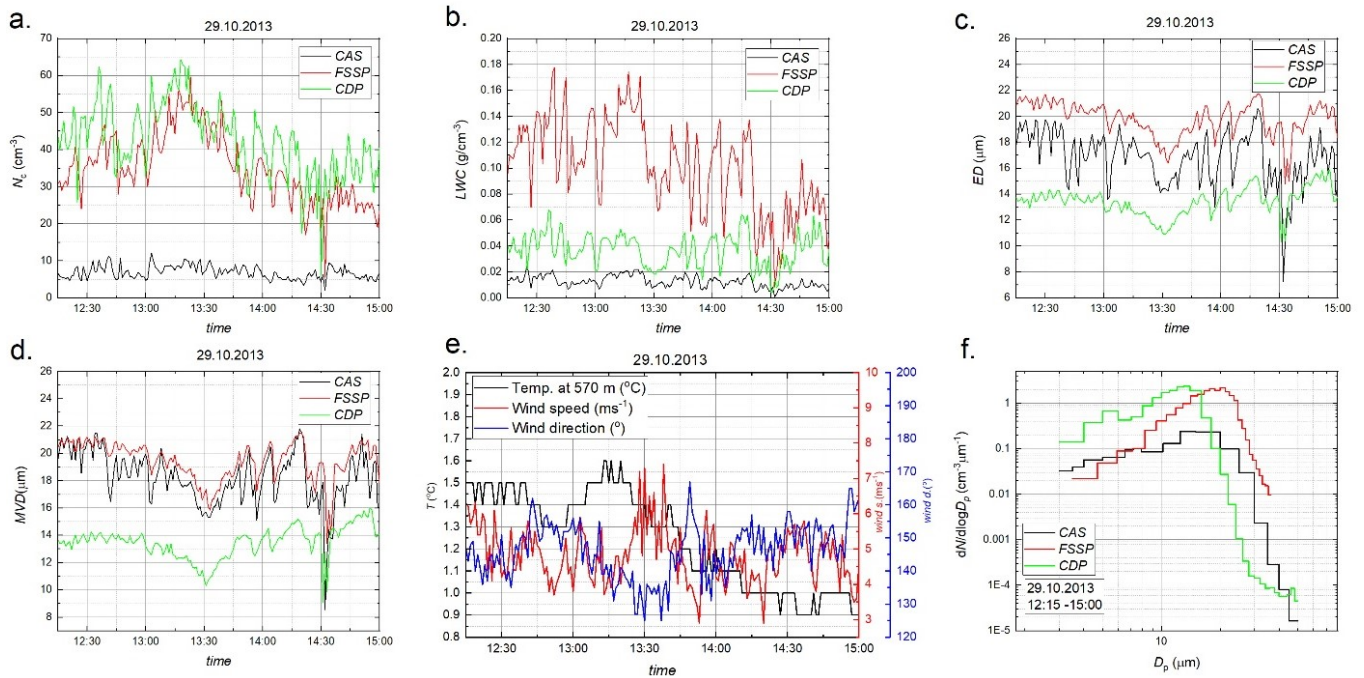 a.
29.10.2013
70
60
50
40
30
20
10
0
N_c (cm⁻³)
CAS
FSSP
CDP
12:30 13:00 13:30 14:00 14:30 15:00
time
b.
29.10.2013
0.20
0.18
0.16
0.14
0.12
0.10
0.08
0.06
0.04
0.02
0.00
LWC (g/cm⁻³)
CAS
FSSP
CDP
12:30 13:00 13:30 14:00 14:30 15:00
time
c.
29.10.2013
26
24
22
20
18
16
14
12
10
8
6
ED (μm)
CAS
FSSP
CDP
12:30 13:00 13:30 14:00 14:30 15:00
time
d.
29.10.2013
26
24
22
20
18
16
14
12
10
8
MVD(μm)
CAS
FSSP
CDP
12:30 13:00 13:30 14:00 14:30 15:00
time
e.
29.10.2013
2.0
1.9
1.8
1.7
1.6
1.5
1.4
1.3
1.2
1.1
1.0
0.9
0.8
T (°C)
Temp. at 570 m (°C)
Wind speed (ms⁻¹)
Wind direction (°)
10
9
8
7
6
5
4
3
wind s.(ms⁻¹)
200
190
180
170
160
150
140
130
120
wind d.(°)
12:30 13:00 13:30 14:00 14:30 15:00
time
f.
1
0.1
0.01
0.001
1E-4
1E-5
dN/dlogD_p (cm⁻³)μm⁻¹
CAS
FSSP
CDP
29.10.2013
12:15 -15:00
10
D_p (μm)